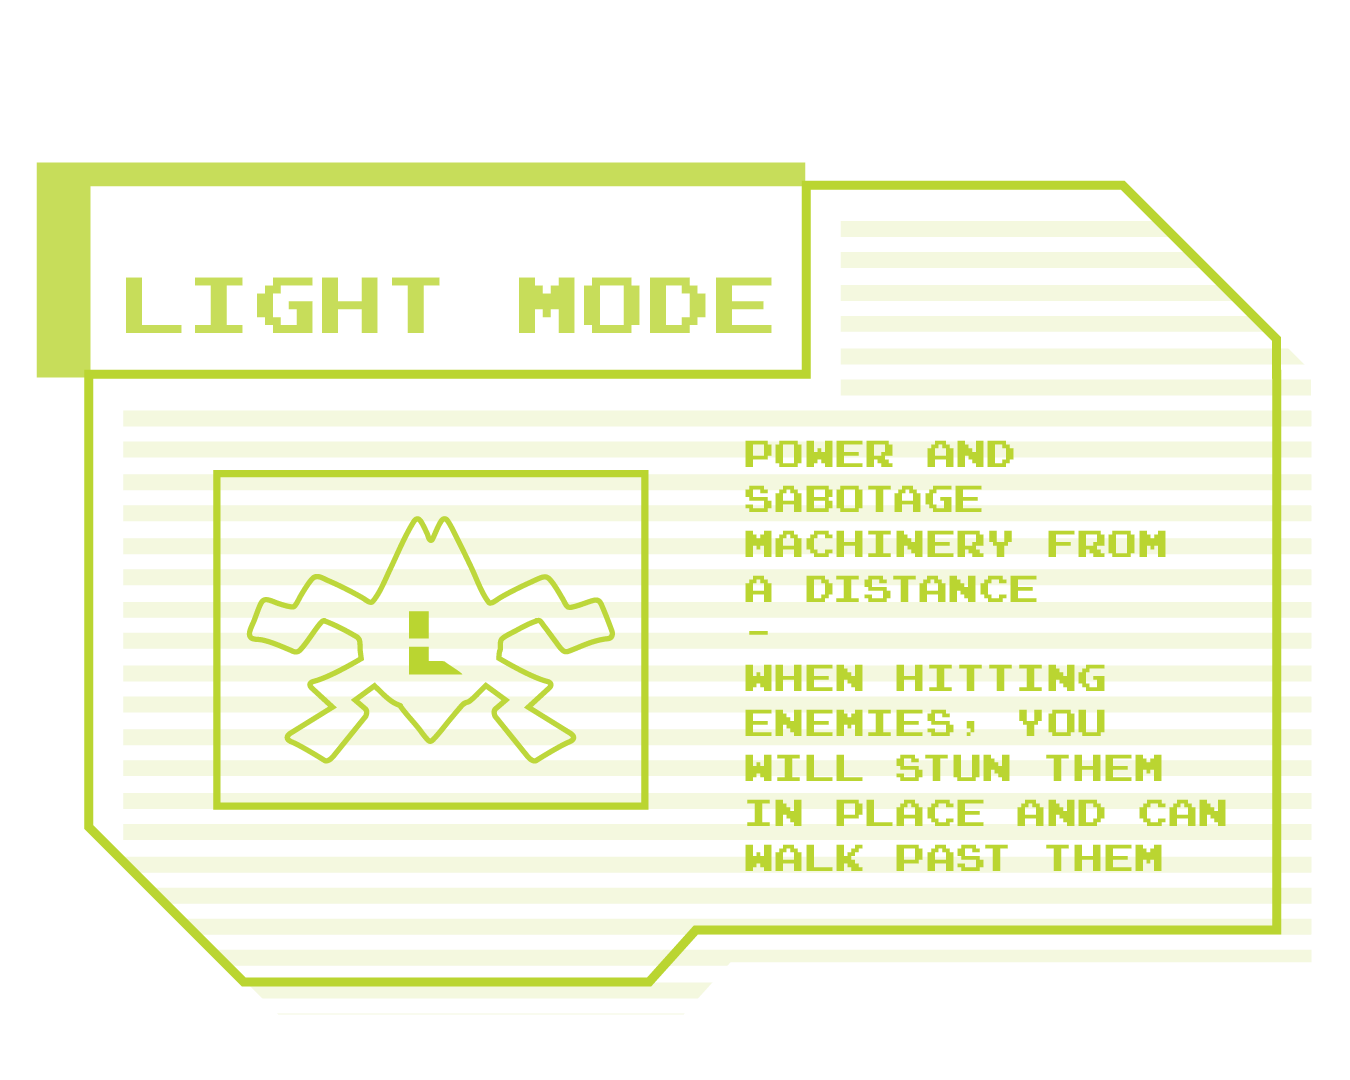 LIGHT MODE
L
POWER AND
SABOTAGE
MACHINERY FROM
A DISTANCE
-
WHEN HITTING
ENEMIES, YOU
WILL STUN THEM
IN PLACE AND CAN
WALK PAST THEM